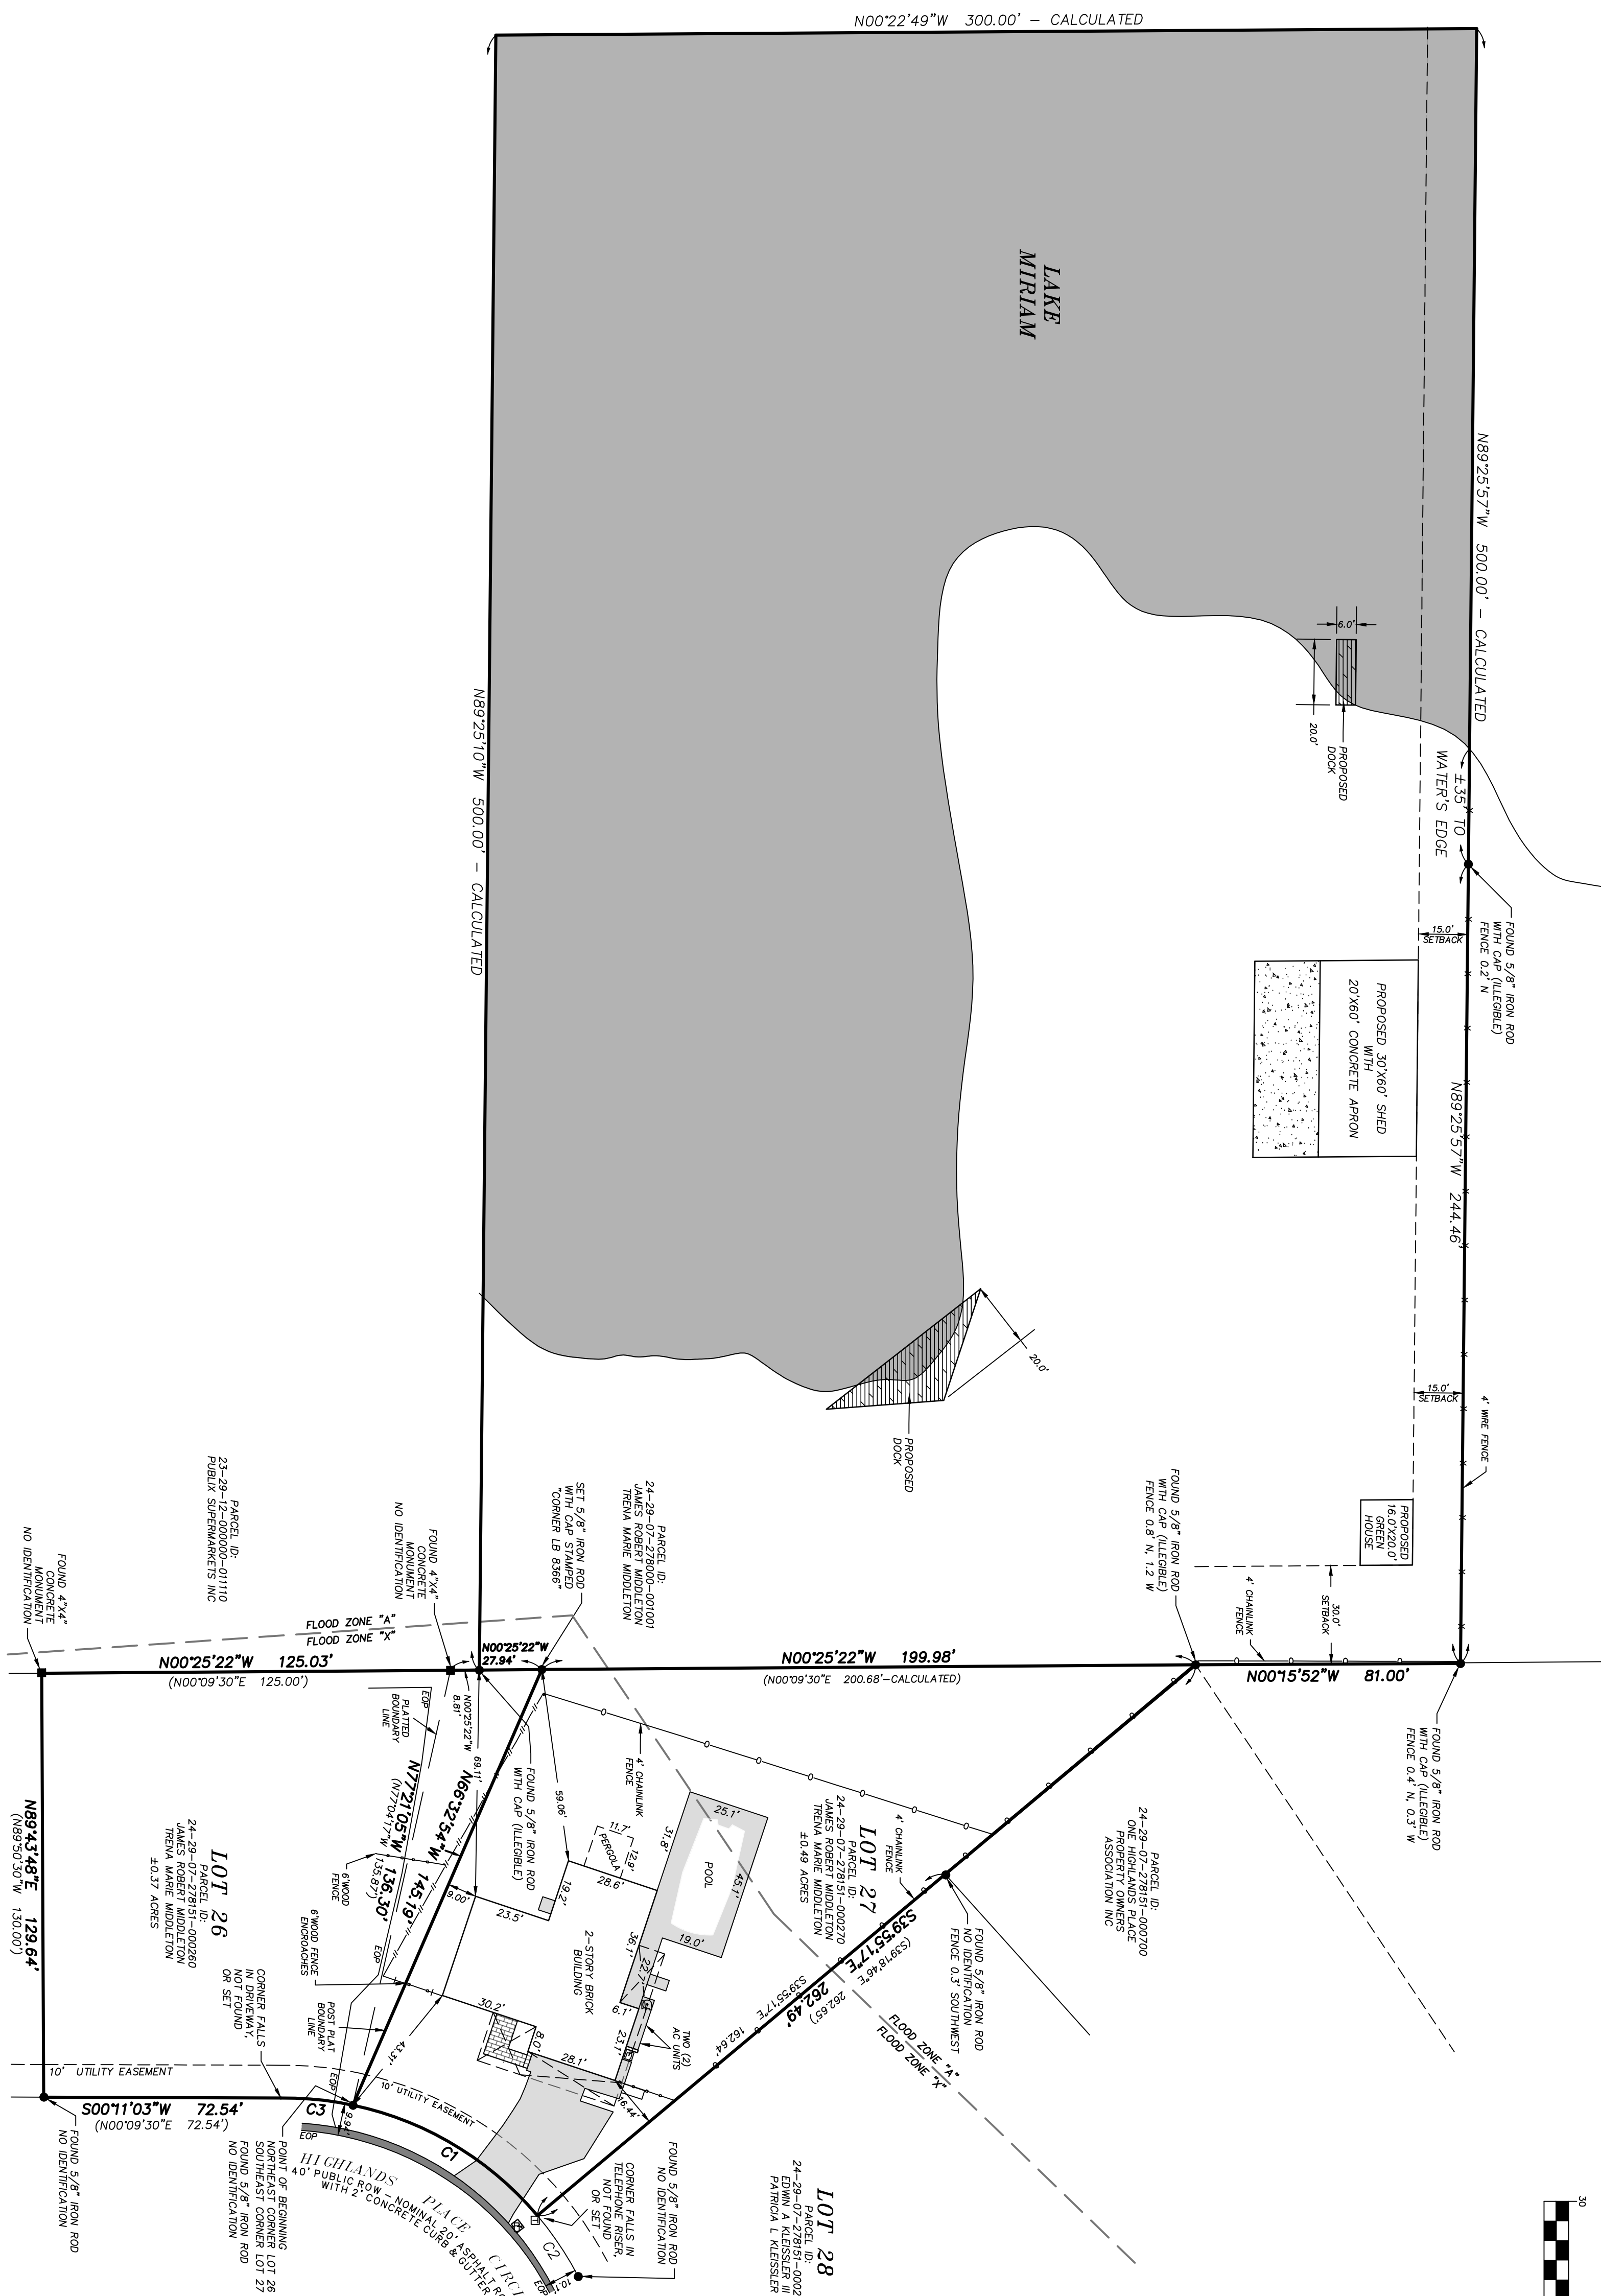 N00°22'49"W 300.00' - CALCULATED
LAKE
MIRIAM
N89°25'57"W 500.00' - CALCULATED
6.0'
20.0'
PROPOSED
DOCK
±35' TO
WATER'S EDGE
FOUND 5/8" IRON ROD
WITH CAP (ILLEGIBLE)
FENCE 0.2' N
15.0'
SETBACK
PROPOSED 30'X60' SHED
WITH
20'X60' CONCRETE APRON
N89°25'57"W 244.46'
N89°25'10"W 500.00' - CALCULATED
20.0'
PROPOSED
DOCK
15.0'
SETBACK
4' WIRE FENCE
PROPOSED
16.0'X20.0'
GREEN
HOUSE
30.0'
SETBACK
4' CHAINLINK
FENCE
FOUND 5/8" IRON ROD
WITH CAP (ILLEGIBLE)
FENCE 0.8' N, 1.2' W
PARCEL ID:
24-29-07-278000-001001
JAMES ROBERT MIDDLETON
TRENA MARIE MIDDLETON
SET 5/8" IRON ROD
WITH CAP STAMPED
"CORNER LB 8366"
FOUND 4"X4"
CONCRETE
MONUMENT
NO IDENTIFICATION
PARCEL ID:
23-29-12-000000-011110
PUBLIX SUPERMARKETS INC
FOUND 4"X4"
CONCRETE
MONUMENT
NO IDENTIFICATION
FLOOD ZONE "A"
FLOOD ZONE "X"
N00°25'22"W 125.03'
(N00°09'30"E 125.00')
N00°25'22"W
27.94'
N00°25'22"W 199.98'
(N00°09'30"E 200.68'-CALCULATED)
N00°15'52"W 81.00'
FOUND 5/8" IRON ROD
WITH CAP (ILLEGIBLE)
FENCE 0.4' N, 0.3' W
N00°25'22"W
8.81'
EOP
PLATTED
BOUNDARY
LINE
69.11'
59.06'
FOUND 5/8" IRON ROD
WITH CAP (ILLEGIBLE)
4' CHAINLINK
FENCE
N77°21'05"W 136.30'
(N77°04'17"W 135.87')
N66°32'54"W 145.19'
6'WOOD
FENCE
9.00'
23.5'
19.2'
28.6'
PERGOLA
11.7'
12.9'
25.1'
31.8'
POOL
45.1'
19.0'
36.1'
22.7'
6.1'
23.1'
TWO (2)
AC UNITS
2-STORY BRICK
BUILDING
30.2'
8.0'
28.1'
16.44'
43.31'
LOT 27
PARCEL ID:
24-29-07-278151-000270
JAMES ROBERT MIDDLETON
TRENA MARIE MIDDLETON
±0.49 ACRES
4' CHAINLINK
FENCE
S39°55'17"E 262.49'
(S39°18'46"E 262.65')
S39°55'17"E 162.64'
FOUND 5/8" IRON ROD
NO IDENTIFICATION
FENCE 0.3' SOUTHWEST
PARCEL ID:
24-29-07-278151-000700
ONE HIGHLANDS PLACE
PROPERTY OWNERS
ASSOCIATION INC
FLOOD ZONE "A"
FLOOD ZONE "X"
LOT 26
PARCEL ID:
24-29-07-278151-000260
JAMES ROBERT MIDDLETON
TRENA MARIE MIDDLETON
±0.37 ACRES
N89°43'48"E 129.64'
(N89°50'30"W 130.00')
EOP
6'WOOD FENCE
ENCROACHES
POST PLAT
BOUNDARY
LINE
CORNER FALLS
IN DRIVEWAY,
NOT FOUND
OR SET
10' UTILITY EASEMENT
EOP
10' UTILITY EASEMENT
S00°11'03"W 72.54'
(N00°09'30"E 72.54')
C3
9.94'
EOP
C1
C2
10.1'
EOP
FOUND 5/8" IRON ROD
NO IDENTIFICATION
POINT OF BEGINNING
NORTHEAST CORNER LOT 26
SOUTHEAST CORNER LOT 27
FOUND 5/8" IRON ROD
NO IDENTIFICATION
HIGHLANDS PLACE CIRCL
40' PUBLIC ROW - NOMINAL 20' ASPHALT RO
WITH 2' CONCRETE CURB & GUTTER
CORNER FALLS IN
TELEPHONE RISER,
NOT FOUND
OR SET
FOUND 5/8" IRON ROD
NO IDENTIFICATION
LOT 28
PARCEL ID:
24-29-07-278151-0002
EDWIN A KLEISSLER III
PATRICIA L KLEISSLER
30